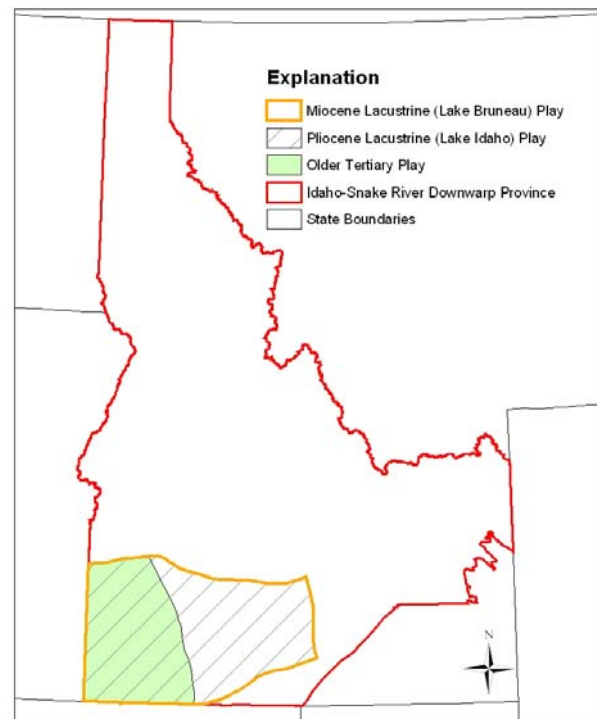 Explanation
Miocene Lacustrine (Lake Bruneau) Play
Pliocene Lacustrine (Lake Idaho) Play
Older Tertiary Play
Idaho-Snake River Downwarp Province
State Boundaries
N